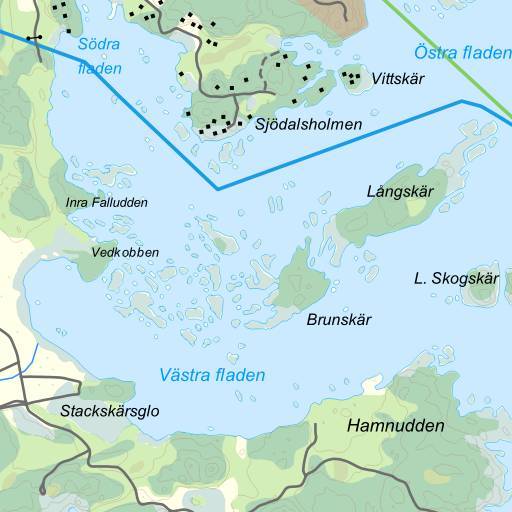 Södra
fladen
Östra fladen
Vittskär
Sjödalsholmen
Långskär
Inra Falludden
Vedkobben
L. Skogskär
Brunskär
Västra fladen
Stackskärsglo
Hamnudden